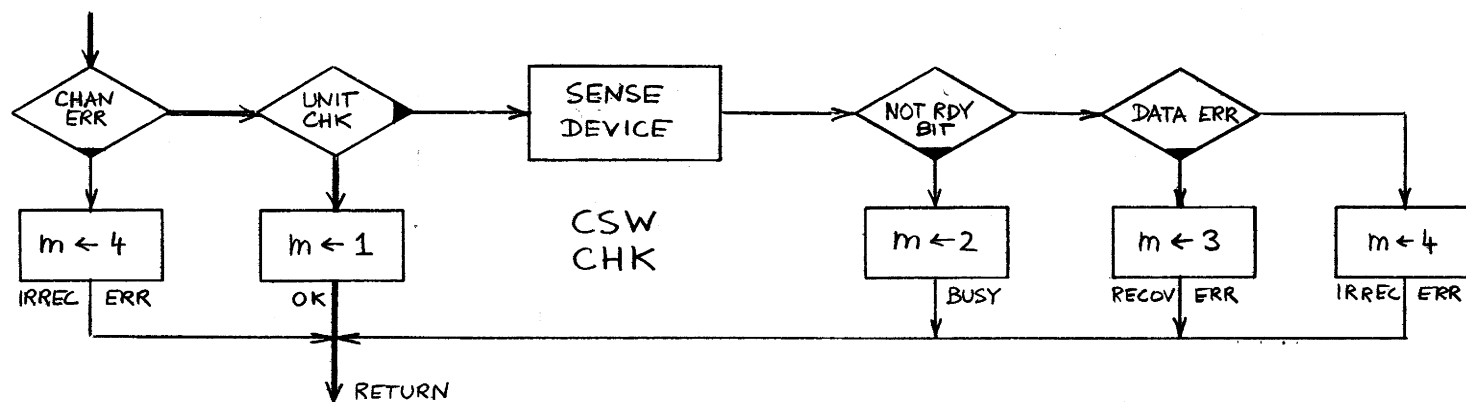 CHAN
ERR
UNIT
CHK
SENSE
DEVICE
NOT RDY
BIT
DATA ERR
m ← 4
m ← 1
CSW
CHK
m ← 2
m ← 3
m ← 4
IRREC ERR
OK
BUSY
RECOV ERR
IRREC ERR
RETURN